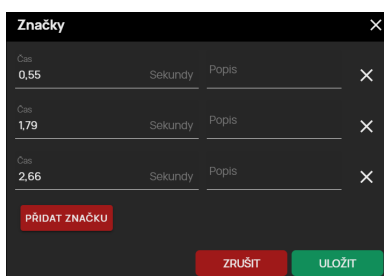 Značky
Čas
0,55 Sekundy Popis
Čas
1,79 Sekundy Popis
Čas
2,66 Sekundy Popis
PŘIDAT ZNAČKU
ZRUŠIT ULOŽIT